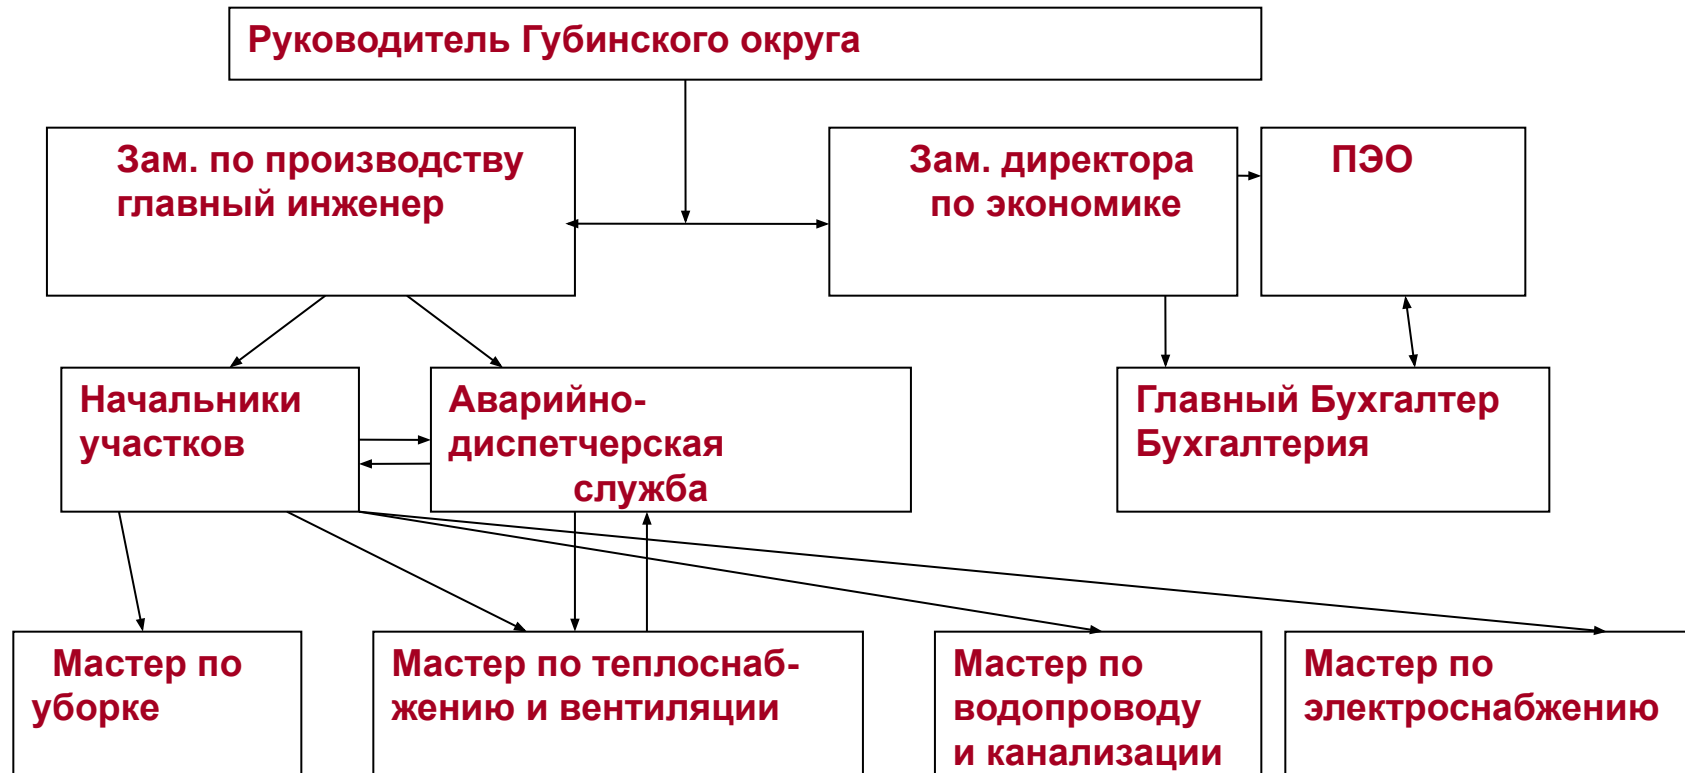 Руководитель Губинского округа
Зам. по производству
главный инженер
Зам. директора
по экономике
ПЭО
Начальники
участков
Аварийно-
диспетчерская
служба
Главный Бухгалтер
Бухгалтерия
Мастер по
уборке
Мастер по теплоснаб-
жению и вентиляции
Мастер по
водопроводу
и канализации
Мастер по
электроснабжению